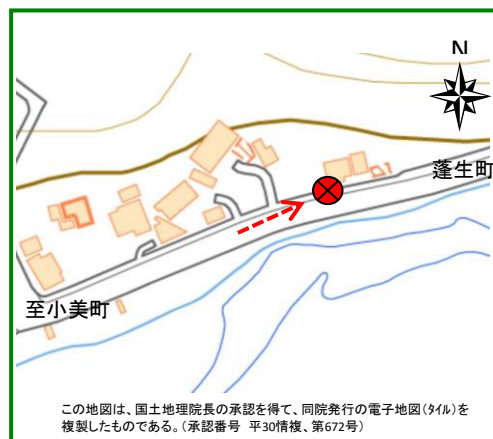 N
蓬生町
至小美町
この地図は、国土地理院長の承認を得て、同院発行の電子地図(タイル)を
複製したものである。(承認番号 平30情複、第672号)